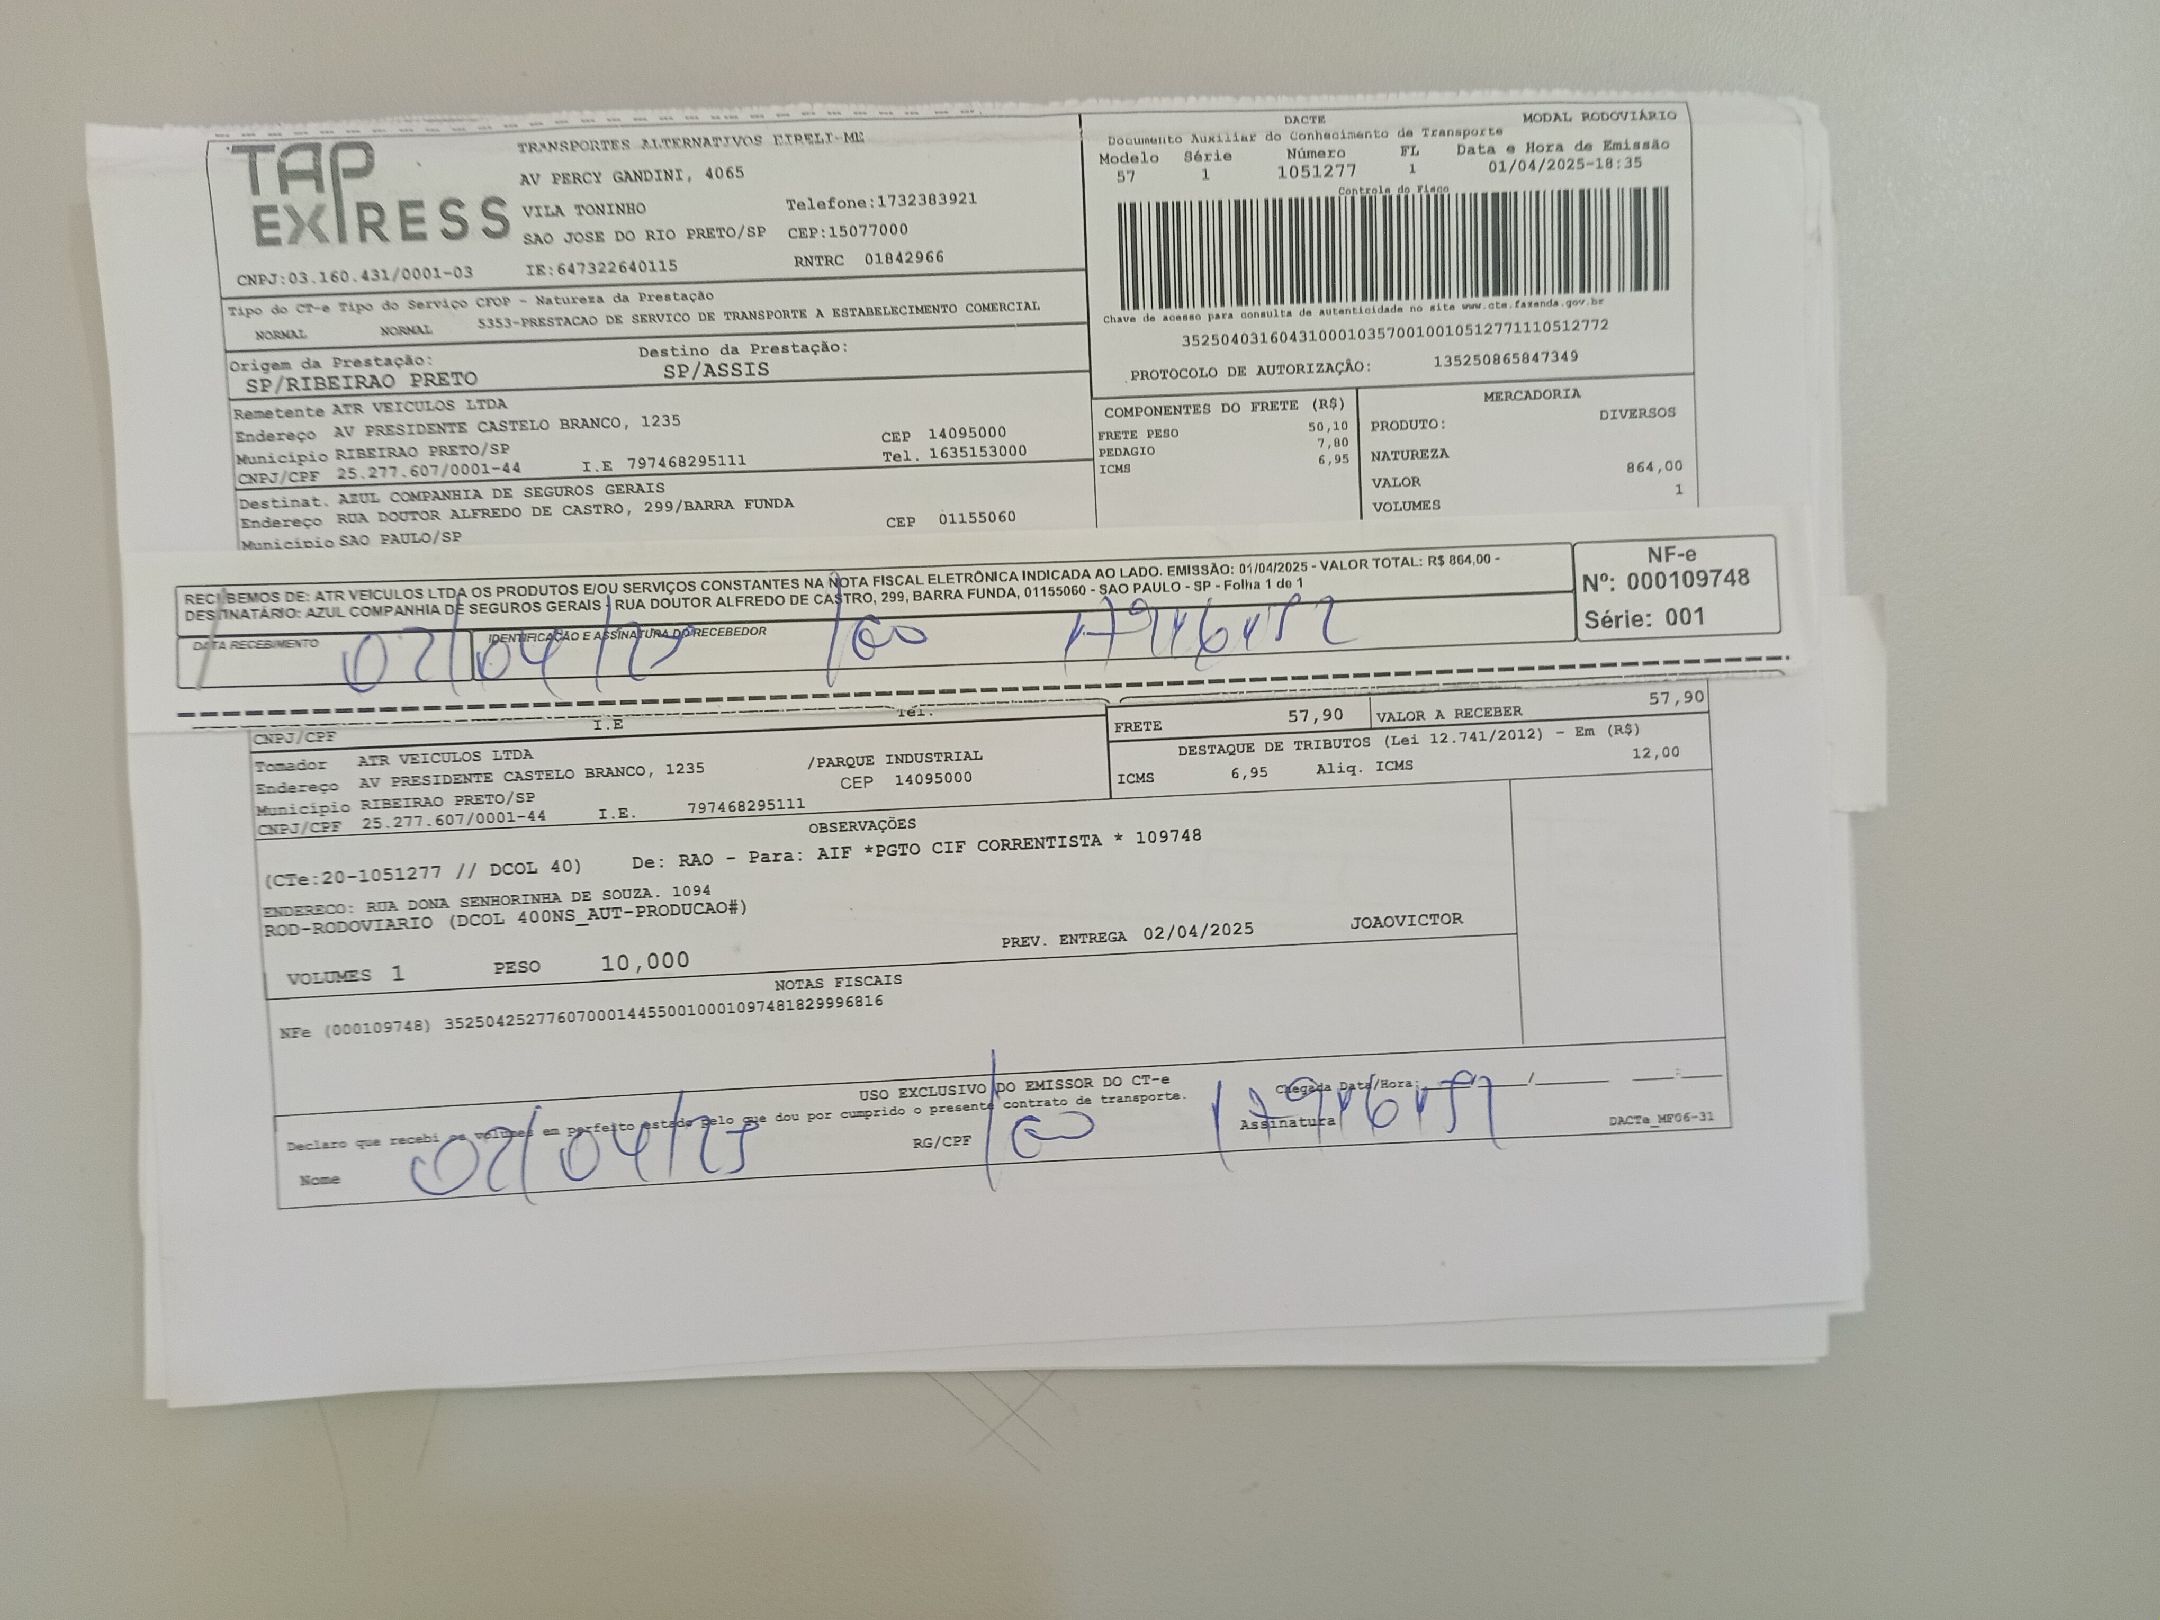 TAP EXPRESS
TRANSPORTES ALTERNATIVOS EIRELI-ME
AV PERCY GANDINI, 4065
VILA TONINHO Telefone:1732383921
SAO JOSE DO RIO PRETO/SP CEP:15077000
CNPJ:03.160.431/0001-03 IE:647322640115 RNTRC 01842966
Tipo do CT-e Tipo do Serviço CFOP - Natureza da Prestação
NORMAL NORMAL 5353-PRESTACAO DE SERVICO DE TRANSPORTE A ESTABELECIMENTO COMERCIAL
Origem da Prestação: Destino da Prestação:
SP/RIBEIRAO PRETO SP/ASSIS
Remetente ATR VEICULOS LTDA
Endereço AV PRESIDENTE CASTELO BRANCO, 1235 CEP 14095000
Município RIBEIRAO PRETO/SP Tel. 1635153000
CNPJ/CPF 25.277.607/0001-44 I.E 797468295111
Destinat. AZUL COMPANHIA DE SEGUROS GERAIS
Endereço RUA DOUTOR ALFREDO DE CASTRO, 299/BARRA FUNDA CEP 01155060
Município SAO PAULO/SP
DACTE MODAL RODOVIÁRIO
Documento Auxiliar do Conhecimento de Transporte
Modelo Série Número FL Data e Hora de Emissão
57 1 1051277 1 01/04/2025-18:35
Controle do Fisco
Chave de acesso para consulta de autenticidade no site www.cte.fazenda.gov.br
35250403160431000103570010010512771110512772
PROTOCOLO DE AUTORIZAÇÃO: 135250865847349
COMPONENTES DO FRETE (R$)
FRETE PESO 50,10
PEDAGIO 7,80
ICMS 6,95
MERCADORIA
PRODUTO: DIVERSOS
NATUREZA
VALOR 864,00
VOLUMES 1
RECEBEMOS DE: ATR VEICULOS LTDA OS PRODUTOS E/OU SERVIÇOS CONSTANTES NA NOTA FISCAL ELETRÔNICA INDICADA AO LADO. EMISSÃO: 01/04/2025 - VALOR TOTAL: R$ 864,00 -
DESTINATÁRIO: AZUL COMPANHIA DE SEGUROS GERAIS - RUA DOUTOR ALFREDO DE CASTRO, 299, BARRA FUNDA, 01155060 - SAO PAULO - SP - Folha 1 de 1
DATA RECEBIMENTO IDENTIFICAÇÃO E ASSINATURA DO RECEBEDOR
02/04/25
NF-e
Nº: 000109748
Série: 001
CNPJ/CPF I.E Tel.
Tomador ATR VEICULOS LTDA
Endereço AV PRESIDENTE CASTELO BRANCO, 1235 /PARQUE INDUSTRIAL
Município RIBEIRAO PRETO/SP CEP 14095000
CNPJ/CPF 25.277.607/0001-44 I.E. 797468295111
FRETE 57,90 VALOR A RECEBER 57,90
DESTAQUE DE TRIBUTOS (Lei 12.741/2012) - Em (R$)
ICMS 6,95 Aliq. ICMS 12,00
OBSERVAÇÕES
(CTe:20-1051277 // DCOL 40) De: RAO - Para: AIF *PGTO CIF CORRENTISTA * 109748
ENDERECO: RUA DONA SENHORINHA DE SOUZA. 1094
ROD-RODOVIARIO (DCOL 400NS_AUT-PRODUCAO#)
VOLUMES 1 PESO 10,000 PREV. ENTREGA 02/04/2025 JOAOVICTOR
NOTAS FISCAIS
NFe (000109748) 35250425277607000144550010001097481829996816
USO EXCLUSIVO DO EMISSOR DO CT-e
Declaro que recebi os volumes em perfeito estado pelo que dou por cumprido o presente contrato de transporte.
Chegada Data/Hora:
Nome 02/04/25 RG/CPF Assinatura
DACTe_MF06-31